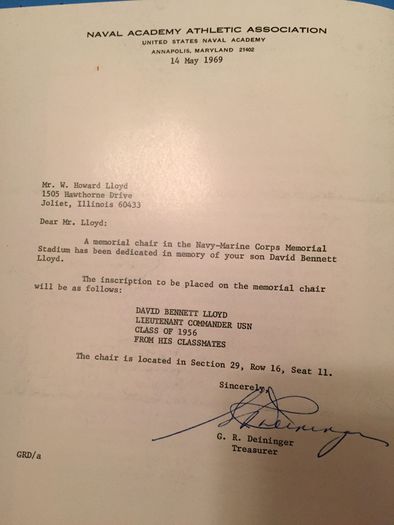 NAVAL ACADEMY ATHLETIC ASSOCIATION
UNITED STATES NAVAL ACADEMY
ANNAPOLIS, MARYLAND 21402
14 May 1969
Mr. W. Howard Lloyd
1505 Hawthorne Drive
Joliet, Illinois 60433
Dear Mr. Lloyd:
A memorial chair in the Navy-Marine Corps Memorial
Stadium has been dedicated in memory of your son David Bennett
Lloyd.
The inscription to be placed on the memorial chair
will be as follows:
DAVID BENNETT LLOYD
LIEUTENANT COMMANDER USN
CLASS OF 1956
FROM HIS CLASSMATES
The chair is located in Section 29, Row 16, Seat 11.
Sincerely,
G R Deininger
G. R. Deininger
Treasurer
GRD/a